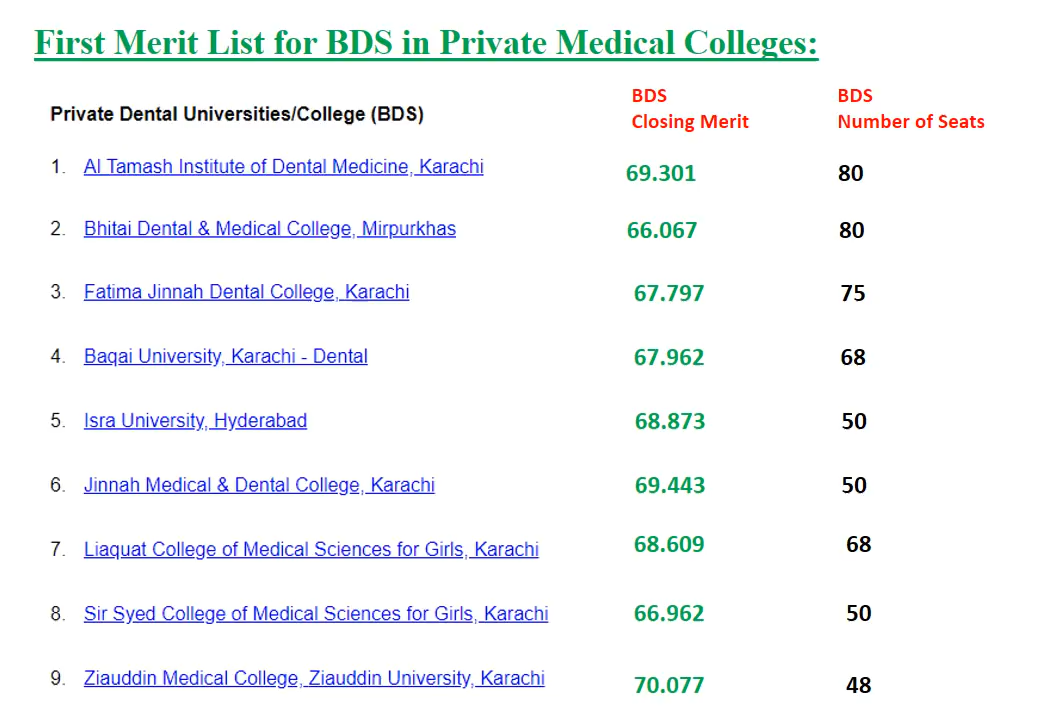 First Merit List for BDS in Private Medical Colleges:
Private Dental Universities/College (BDS)
BDS
Closing Merit
BDS
Number of Seats
1. Al Tamash Institute of Dental Medicine, Karachi 69.301 80
2. Bhitai Dental & Medical College, Mirpurkhas 66.067 80
3. Fatima Jinnah Dental College, Karachi 67.797 75
4. Baqai University, Karachi - Dental 67.962 68
5. Isra University, Hyderabad 68.873 50
6. Jinnah Medical & Dental College, Karachi 69.443 50
7. Liaquat College of Medical Sciences for Girls, Karachi 68.609 68
8. Sir Syed College of Medical Sciences for Girls, Karachi 66.962 50
9. Ziauddin Medical College, Ziauddin University, Karachi 70.077 48